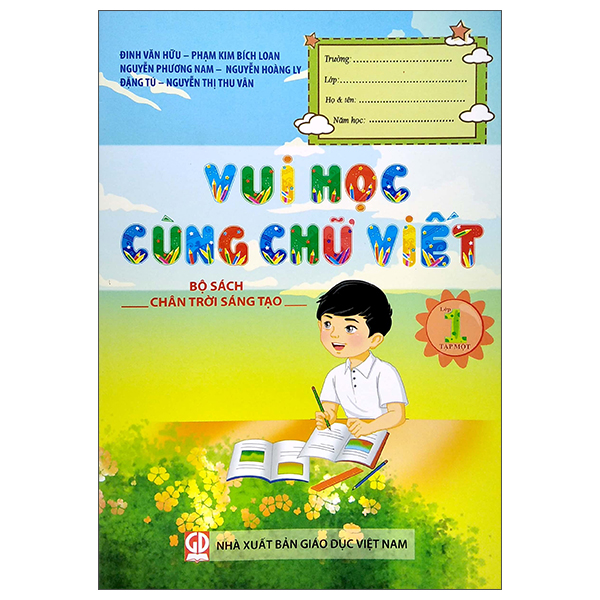 ĐINH VĂN HỮU – PHẠM KIM BÍCH LOAN
NGUYỄN PHƯƠNG NAM – NGUYỄN HOÀNG LY
ĐẶNG TÚ – NGUYỄN THỊ THU VÂN
Trường:
Lớp:
Họ & tên:
Năm học:
VUI HỌC
CÙNG CHỮ VIẾT
BỘ SÁCH
CHÂN TRỜI SÁNG TẠO
Lớp
1
TẬP MỘT
GD
NHÀ XUẤT BẢN GIÁO DỤC VIỆT NAM